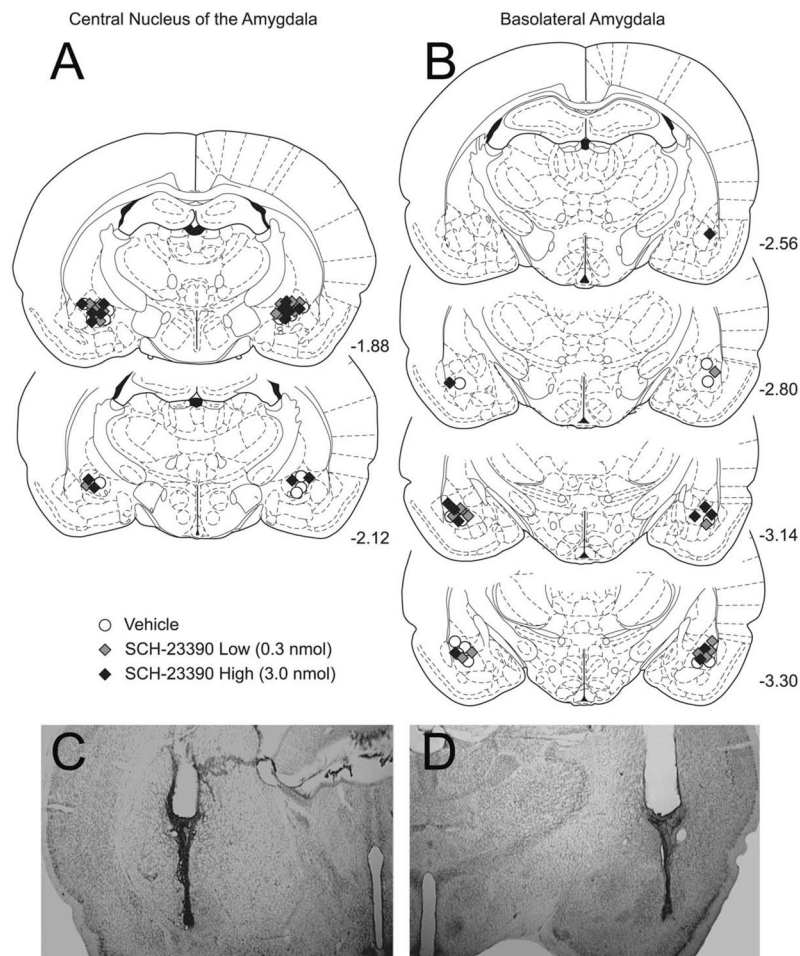 Central Nucleus of the Amygdala
Basolateral Amygdala
A
B
-2.56
-1.88
-2.80
-2.12
-3.14
Vehicle
SCH-23390 Low (0.3 nmol)
SCH-23390 High (3.0 nmol)
-3.30
C
D